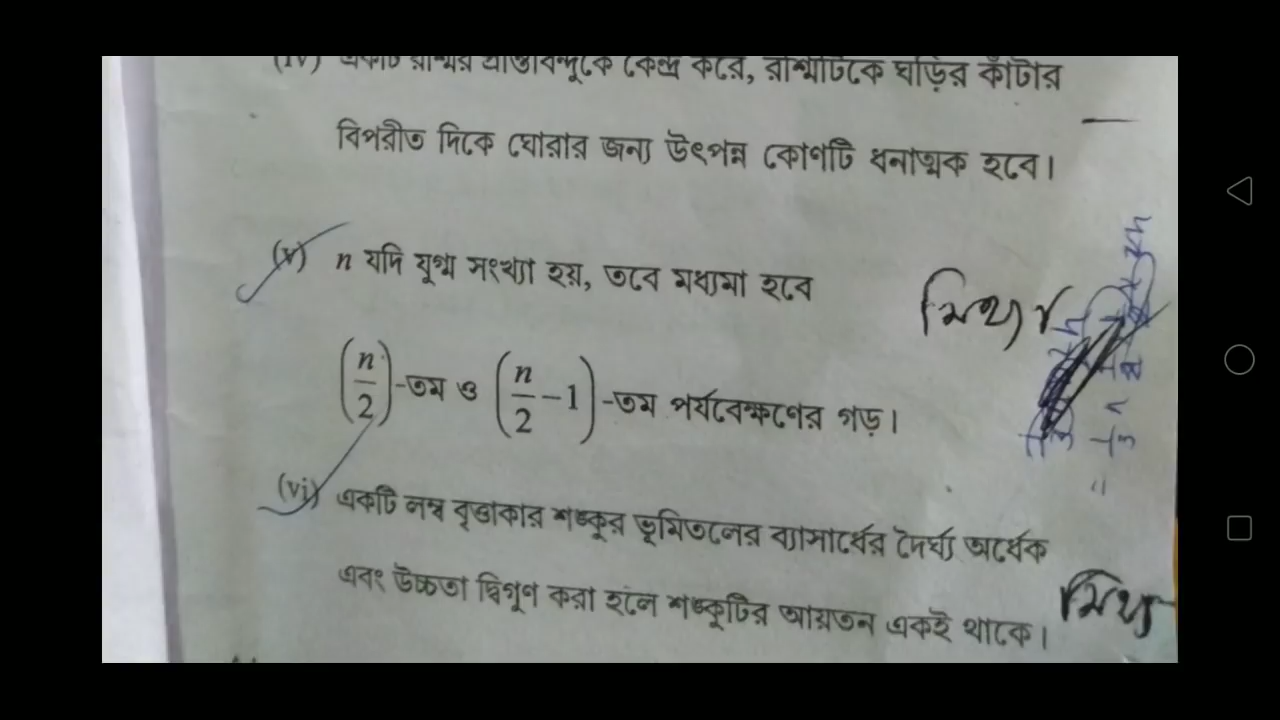 (iv) একটি রশ্মির প্রান্তবিন্দুকে কেন্দ্র করে, রশ্মিটিকে ঘড়ির কাঁটার
বিপরীত দিকে ঘোরার জন্য উৎপন্ন কোণটি ধনাত্মক হবে।
(v) n যদি যুগ্ম সংখ্যা হয়, তবে মধ্যমা হবে
মিথ্যা
(n/2)-তম ও (n/2 −1)-তম পর্যবেক্ষণের গড়।
(vi) একটি লম্ব বৃত্তাকার শঙ্কুর ভূমিতলের ব্যাসার্ধের দৈর্ঘ্য অর্ধেক
এবং উচ্চতা দ্বিগুণ করা হলে শঙ্কুটির আয়তন একই থাকে।
মিথ্যা